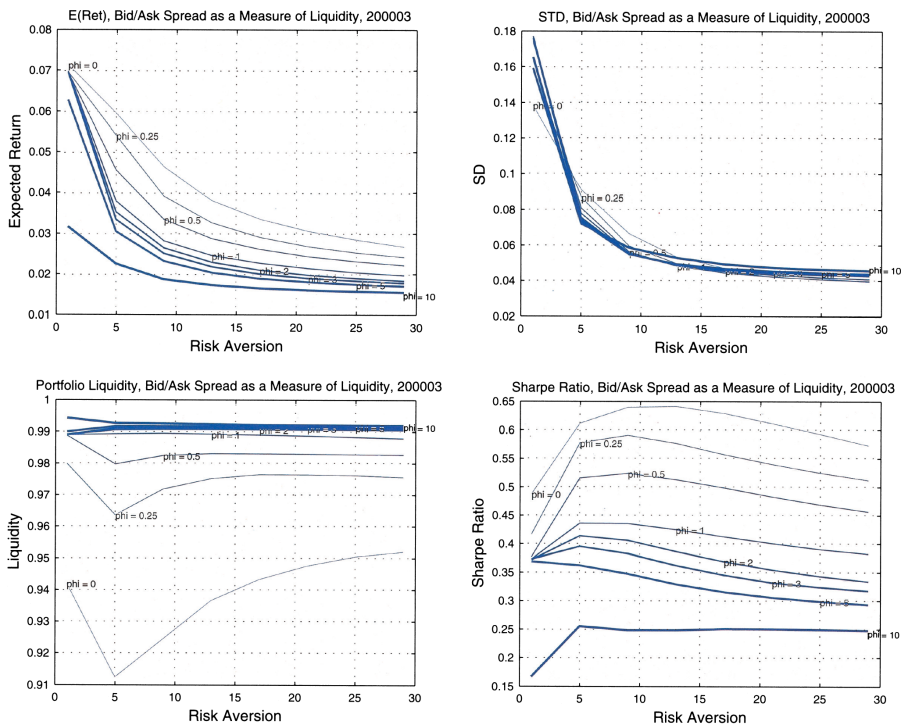 E(Ret), Bid/Ask Spread as a Measure of Liquidity, 200003
0.08
0.07
0.06
0.05
0.04
0.03
0.02
0.01
Expected Return
phi = 0
phi = 0.25
phi = 0.5
phi = 1
phi = 2
phi = 3
phi = 5
phi = 10
0 5 10 15 20 25 30
Risk Aversion
STD, Bid/Ask Spread as a Measure of Liquidity, 200003
0.18
0.16
0.14
0.12
0.10
0.08
0.06
0.04
0.02
SD
phi = 0
phi = 0.25
phi = 0.5
phi = 10
0 5 10 15 20 25 30
Risk Aversion
Portfolio Liquidity, Bid/Ask Spread as a Measure of Liquidity, 200003
1
0.99
0.98
0.97
0.96
0.95
0.94
0.93
0.92
0.91
Liquidity
phi = 10
phi = 2
phi = 1
phi = 0.5
phi = 0.25
phi = 0
0 5 10 15 20 25 30
Risk Aversion
Sharpe Ratio, Bid/Ask Spread as a Measure of Liquidity, 200003
0.65
0.6
0.55
0.5
0.45
0.4
0.35
0.3
0.25
0.2
0.15
Sharpe Ratio
phi = 0
phi = 0.25
phi = 0.5
phi = 1
phi = 2
phi = 3
phi = 5
phi = 10
0 5 10 15 20 25 30
Risk Aversion